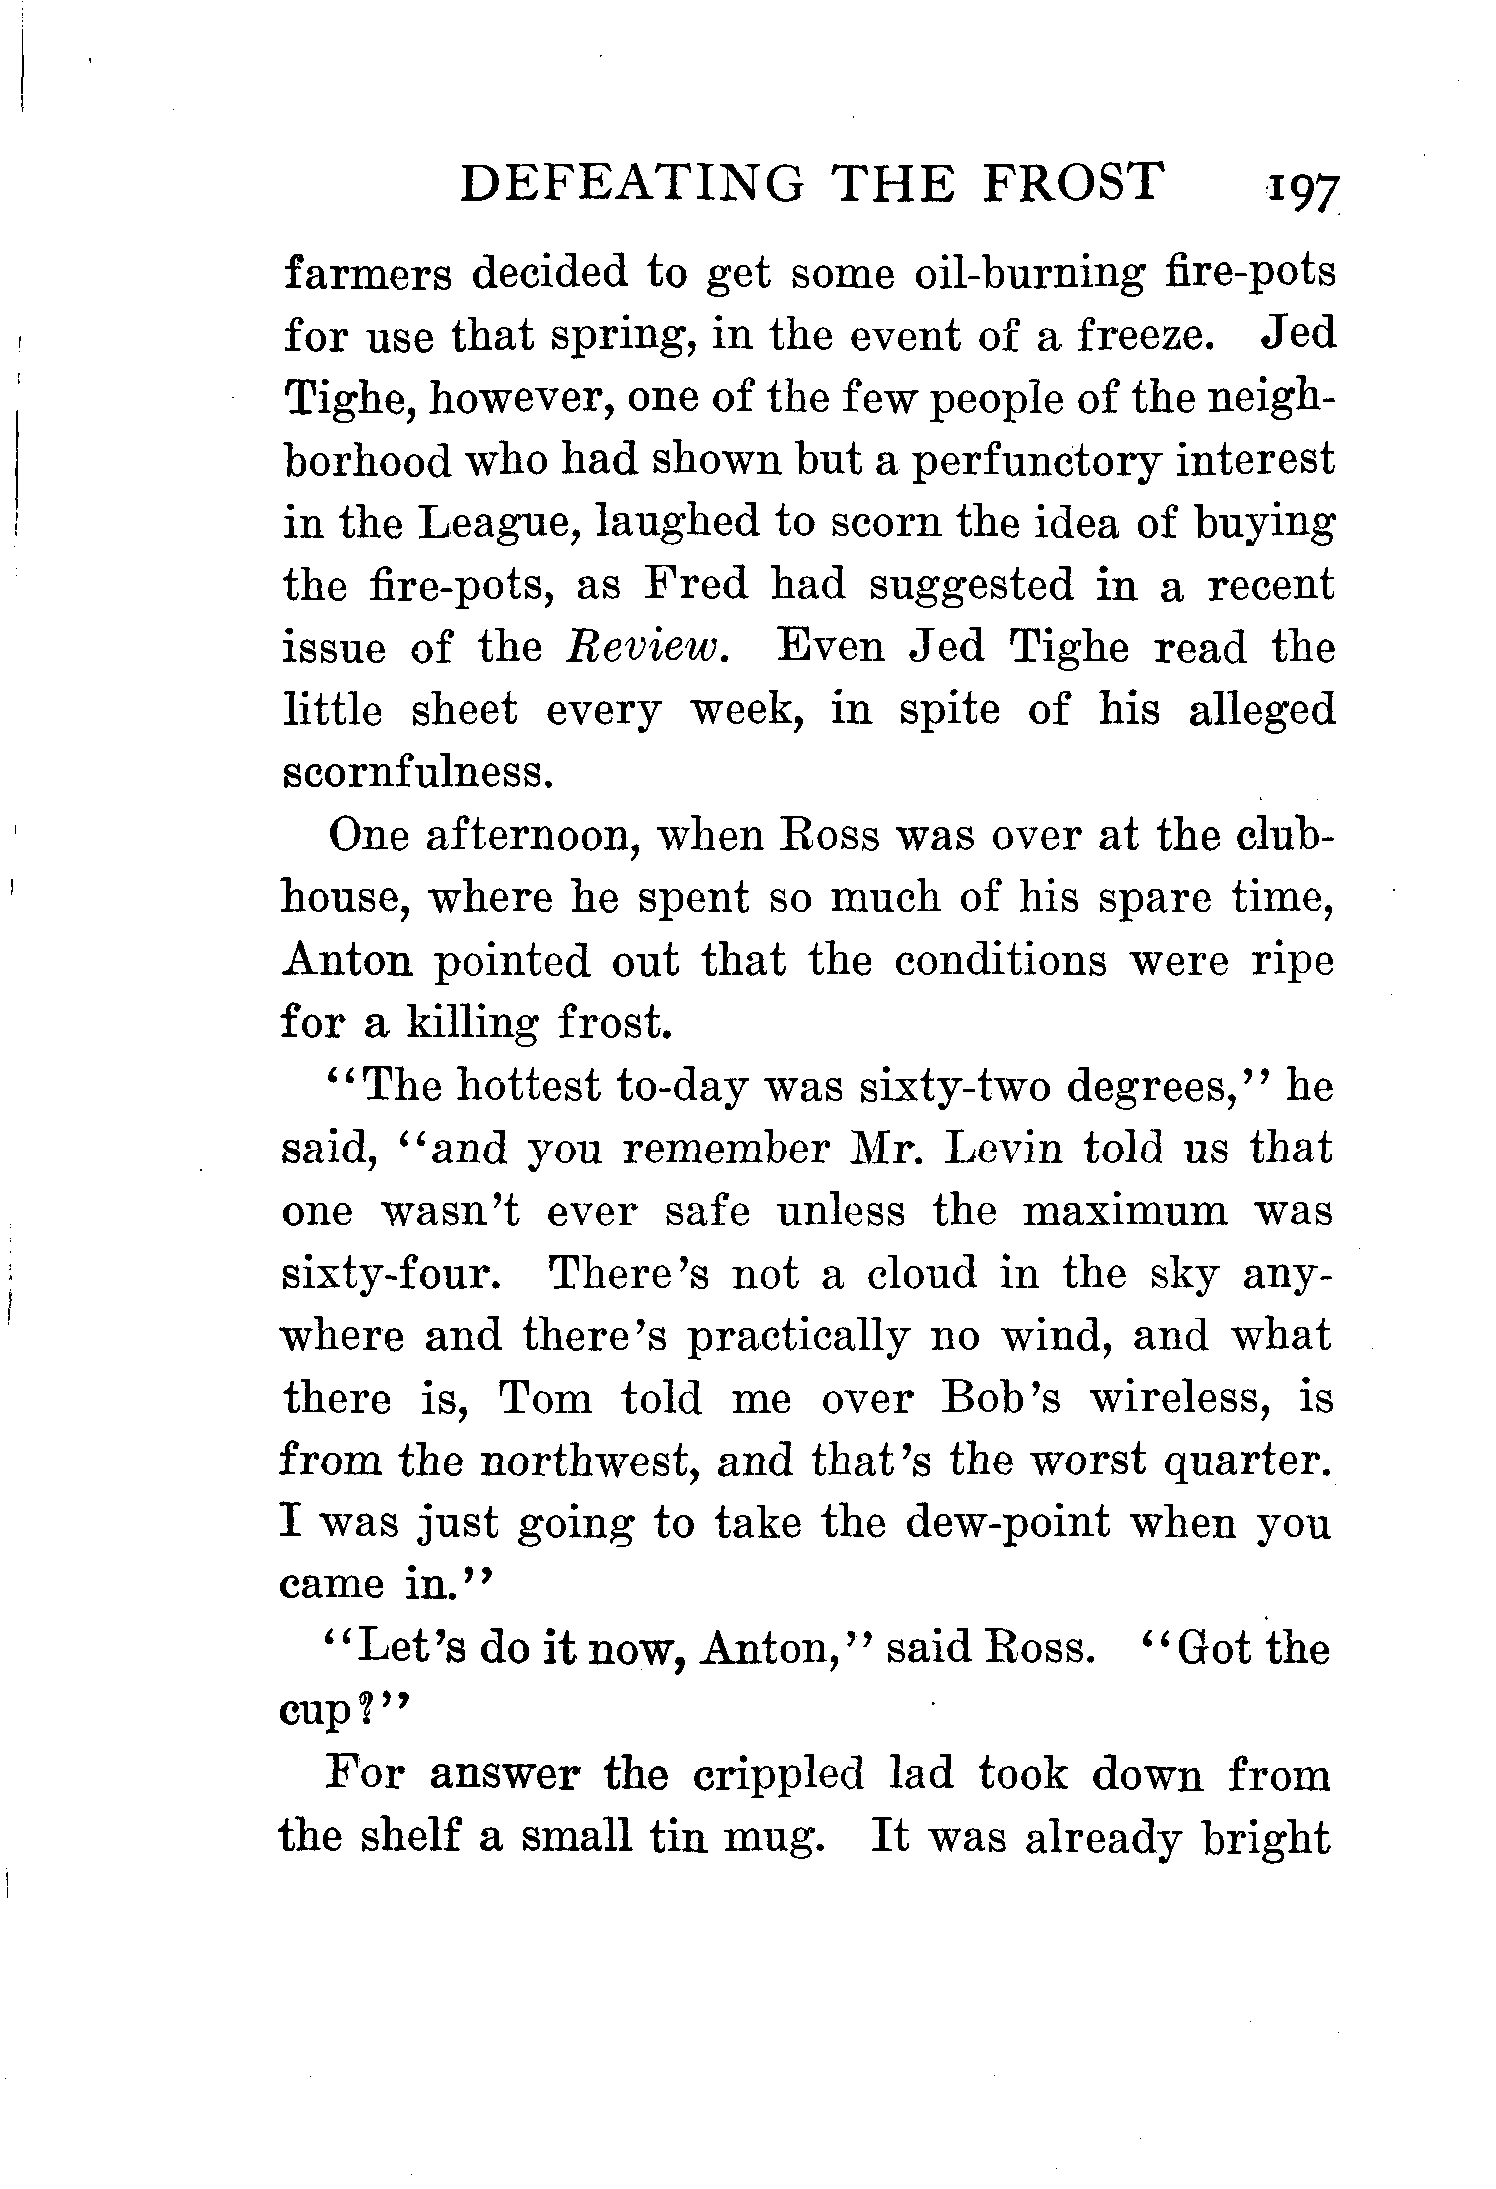 DEFEATING THE FROST 197
farmers decided to get some oil-burning fire-pots
for use that spring, in the event of a freeze. Jed
Tighe, however, one of the few people of the neigh-
borhood who had shown but a perfunctory interest
in the League, laughed to scorn the idea of buying
the fire-pots, as Fred had suggested in a recent
issue of the Review. Even Jed Tighe read the
little sheet every week, in spite of his alleged
scornfulness.
One afternoon, when Ross was over at the club-
house, where he spent so much of his spare time,
Anton pointed out that the conditions were ripe
for a killing frost.
"The hottest to-day was sixty-two degrees," he
said, "and you remember Mr. Levin told us that
one wasn't ever safe unless the maximum was
sixty-four. There's not a cloud in the sky any-
where and there's practically no wind, and what
there is, Tom told me over Bob's wireless, is
from the northwest, and that's the worst quarter.
I was just going to take the dew-point when you
came in."
"Let's do it now, Anton," said Ross. "Got the
cup?"
For answer the crippled lad took down from
the shelf a small tin mug. It was already bright